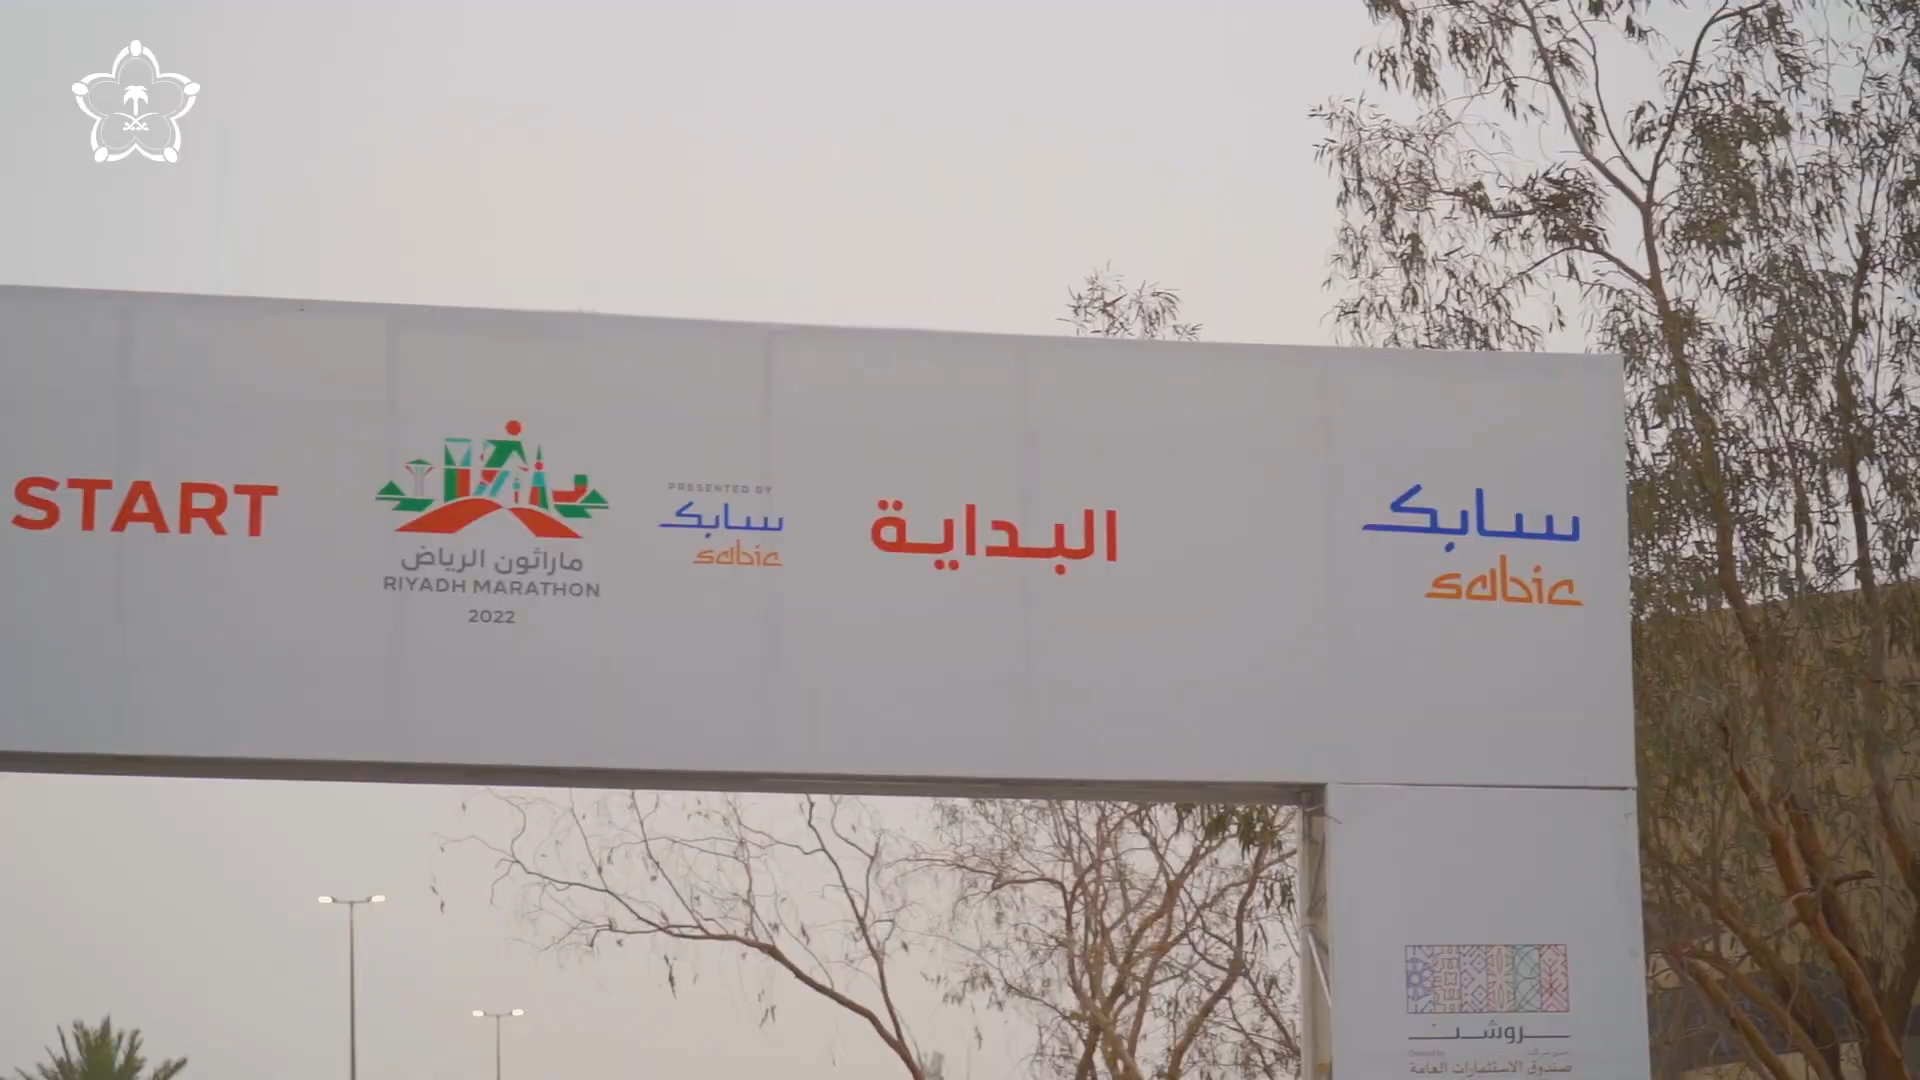 START
ماراثون الرياض
RIYADH MARATHON
2022
PRESENTED BY
سابك
sabic
البداية
سابك
sabic
روشن
صندوق الاستثمارات العامة